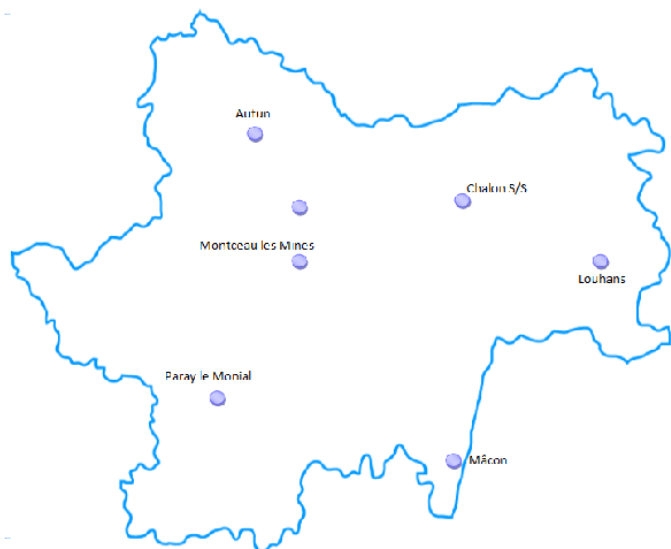 Autun
Chalon S/S
Montceau les Mines
Louhans
Paray le Monial
Mâcon